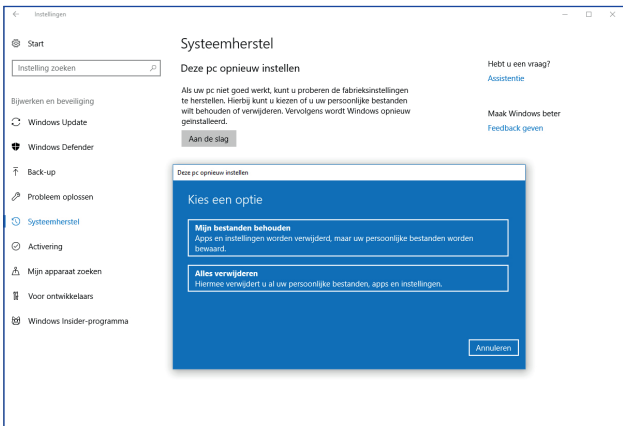 Instellingen
Start
Instelling zoeken
Bijwerken en beveiliging
Windows Update
Windows Defender
Back-up
Probleem oplossen
Systeemherstel
Activering
Mijn apparaat zoeken
Voor ontwikkelaars
Windows Insider-programma
Systeemherstel
Deze pc opnieuw instellen
Als uw pc niet goed werkt, kunt u proberen de fabrieksinstellingen
te herstellen. Hierbij kunt u kiezen of u uw persoonlijke bestanden
wilt behouden of verwijderen. Vervolgens wordt Windows opnieuw
geïnstalleerd.
Aan de slag
Hebt u een vraag?
Assistentie
Maak Windows beter
Feedback geven
Deze pc opnieuw instellen
Kies een optie
Mijn bestanden behouden
Apps en instellingen worden verwijderd, maar uw persoonlijke bestanden worden
bewaard.
Alles verwijderen
Hiermee verwijdert u al uw persoonlijke bestanden, apps en instellingen.
Annuleren